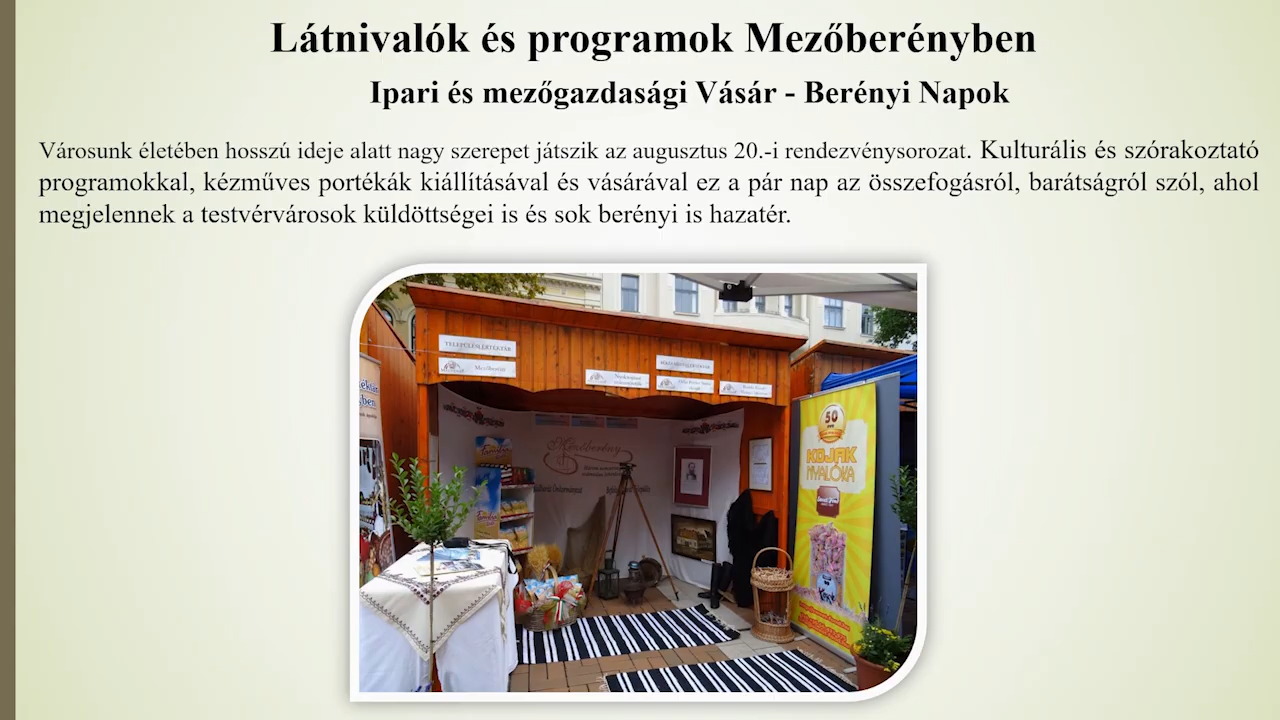 Látnivalók és programok Mezőberényben
Ipari és mezőgazdasági Vásár - Berényi Napok
Városunk életében hosszú ideje alatt nagy szerepet játszik az augusztus 20.-i rendezvénysorozat. Kulturális és szórakoztató
programokkal, kézműves portékák kiállításával és vásárával ez a pár nap az összefogásról, barátságról szól, ahol
megjelennek a testvérvárosok küldöttségei is és sok berényi is hazatér.
TELEPÜLÉSI ÉRTÉKTÁR
Mezőberény
Mezőberény
50
KOJAK
NYALÓKA